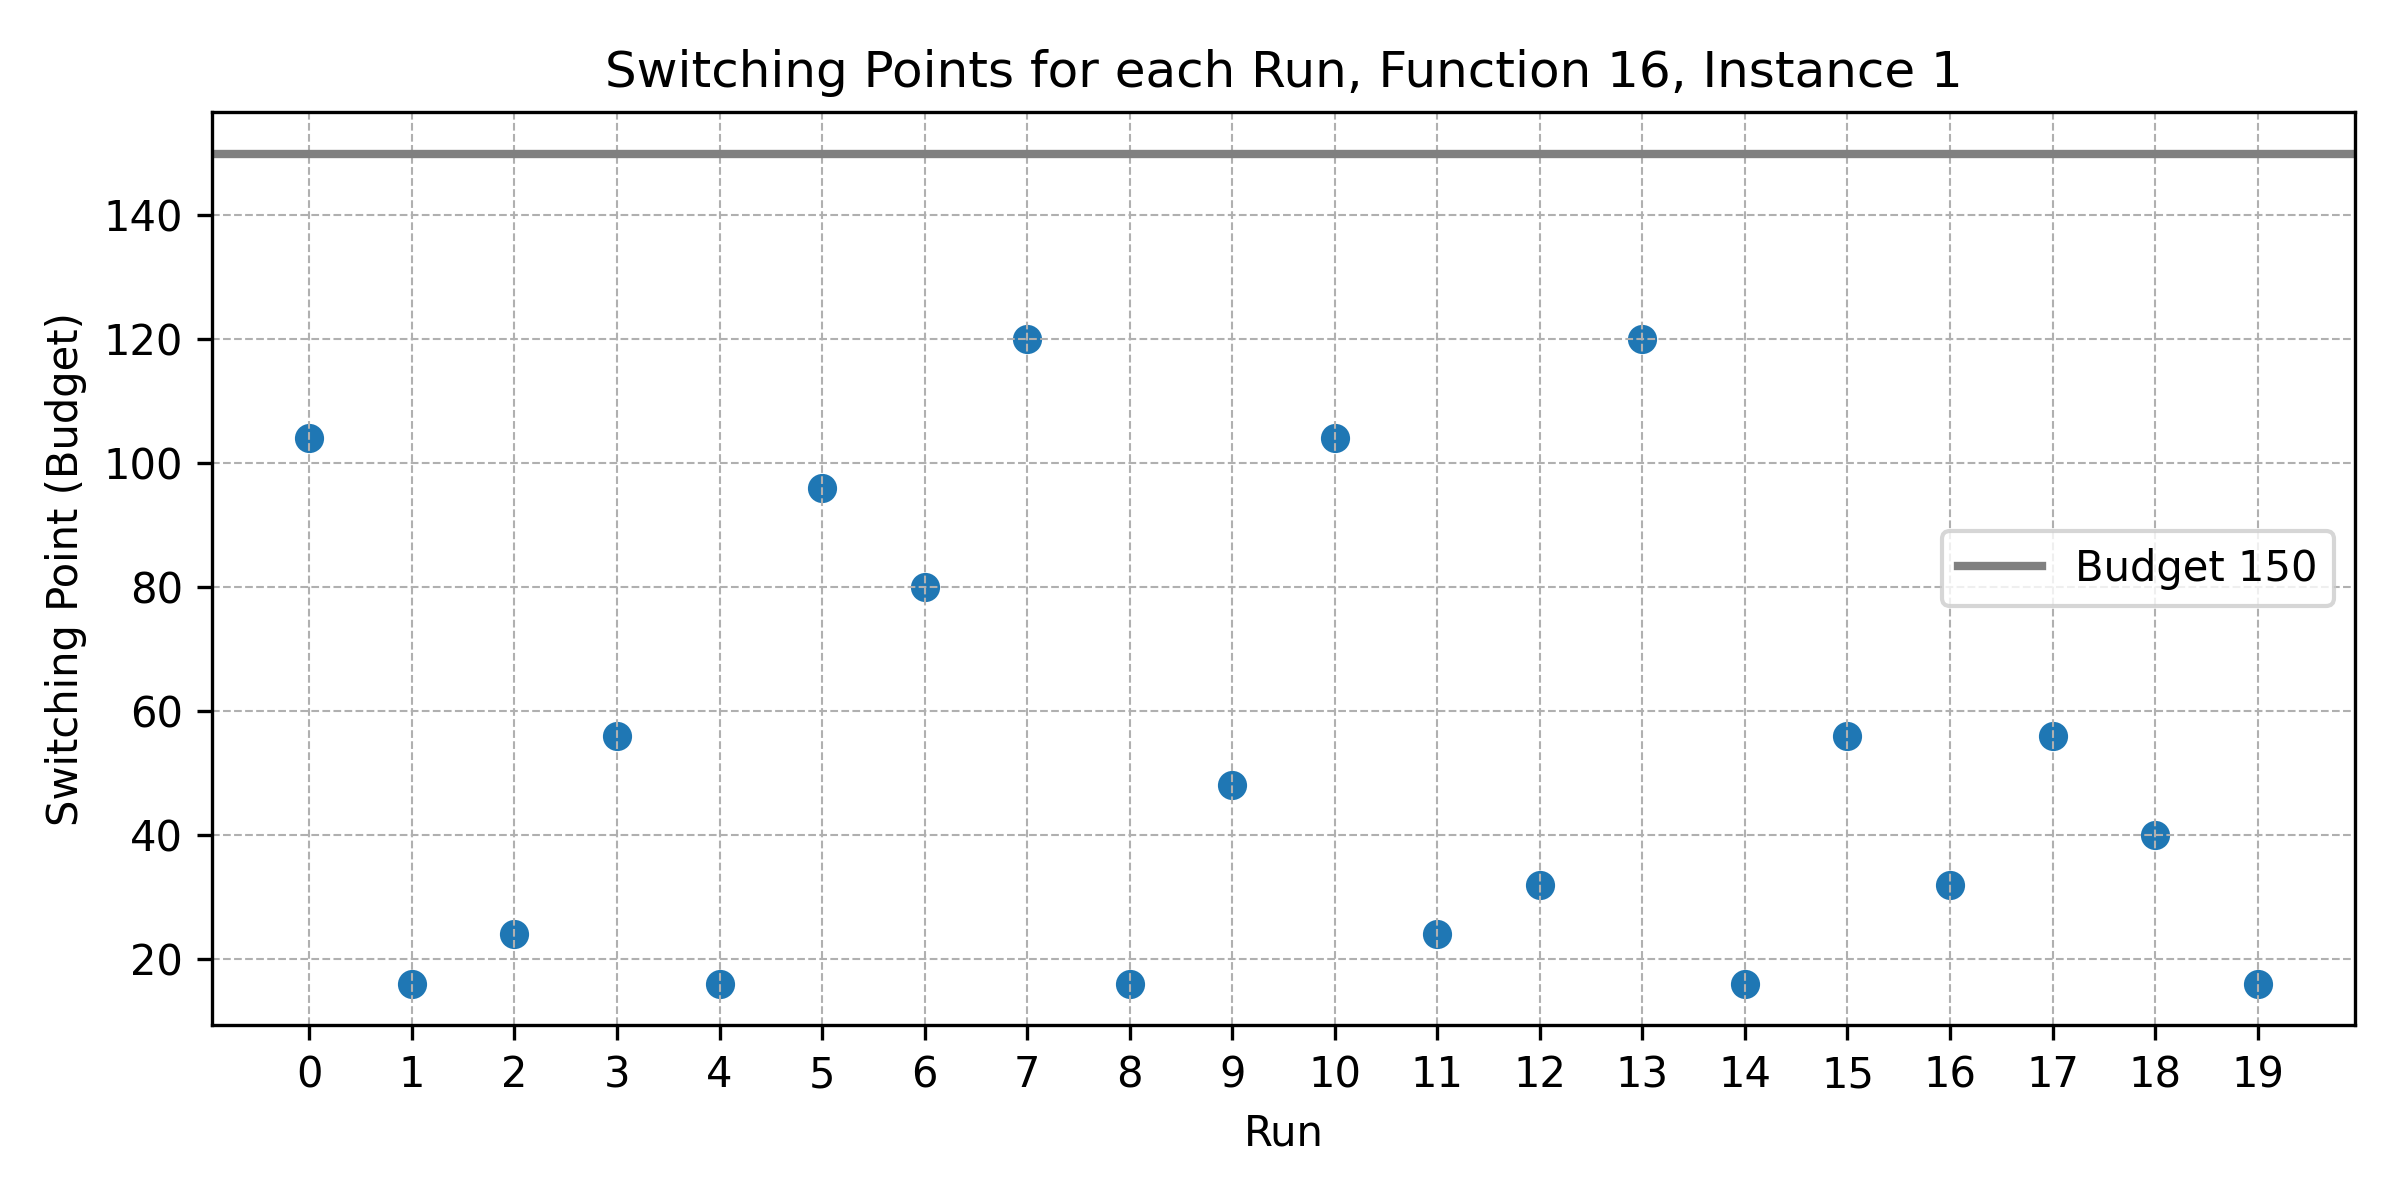 Switching Points for each Run, Function 16, Instance 1
Switching Point (Budget)
140
120
100
80
60
40
20
Budget 150
0 1 2 3 4 5 6 7 8 9 10 11 12 13 14 15 16 17 18 19
Run